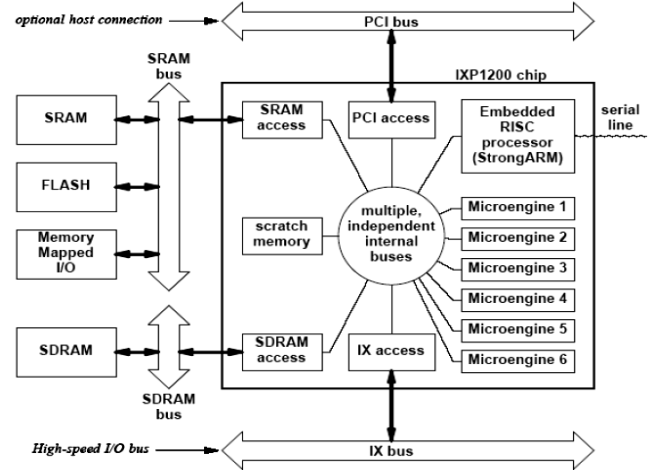 optional host connection
PCI bus
SRAM
bus
IXP1200 chip
SRAM
SRAM
access
PCI access
Embedded
RISC
processor
(StrongARM)
serial
line
FLASH
Memory
Mapped
I/O
scratch
memory
multiple,
independent
internal
buses
Microengine 1
Microengine 2
Microengine 3
Microengine 4
Microengine 5
Microengine 6
SDRAM
SDRAM
access
IX access
SDRAM
bus
High-speed I/O bus
IX bus